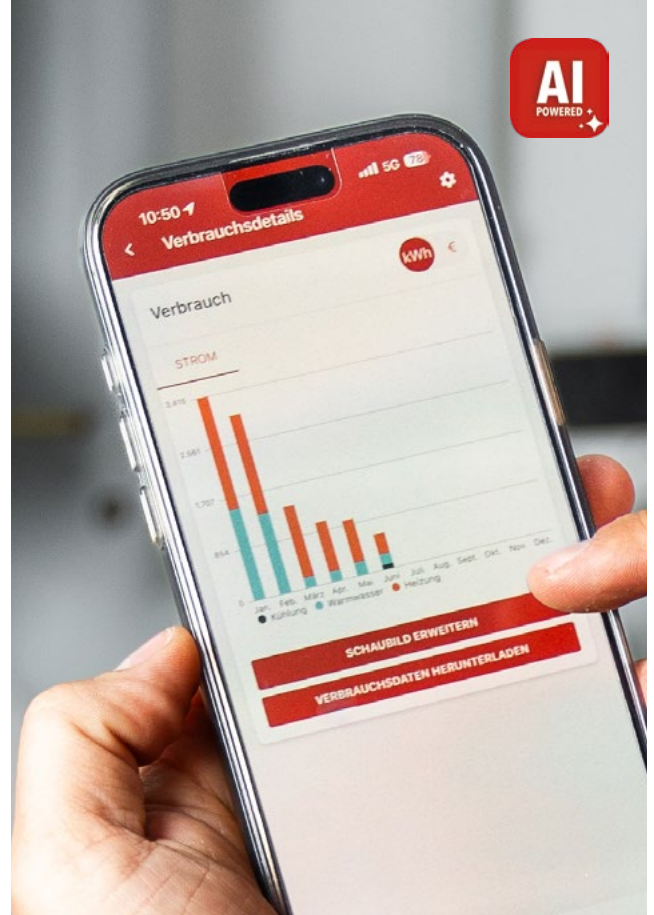 AI
POWERED
10:50
5G 78
Verbrauchsdetails
kWh €
Verbrauch
STROM
3.415
2.561
1.707
854
0
Jan. Feb. März Apr. Mai Juni Juli Aug. Sept. Okt. Nov. Dez.
Kühlung Warmwasser Heizung
SCHAUBILD ERWEITERN
VERBRAUCHSDATEN HERUNTERLADEN